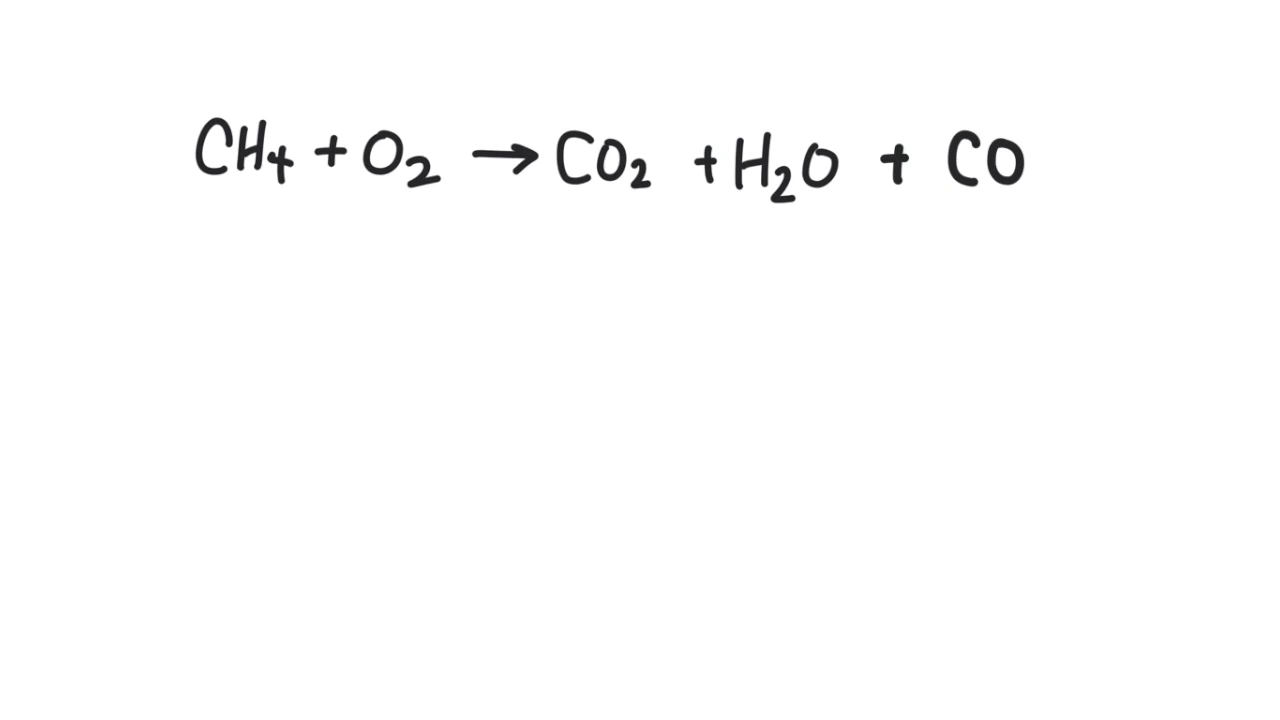 CH₄ + O₂ → CO₂ + H₂O + CO